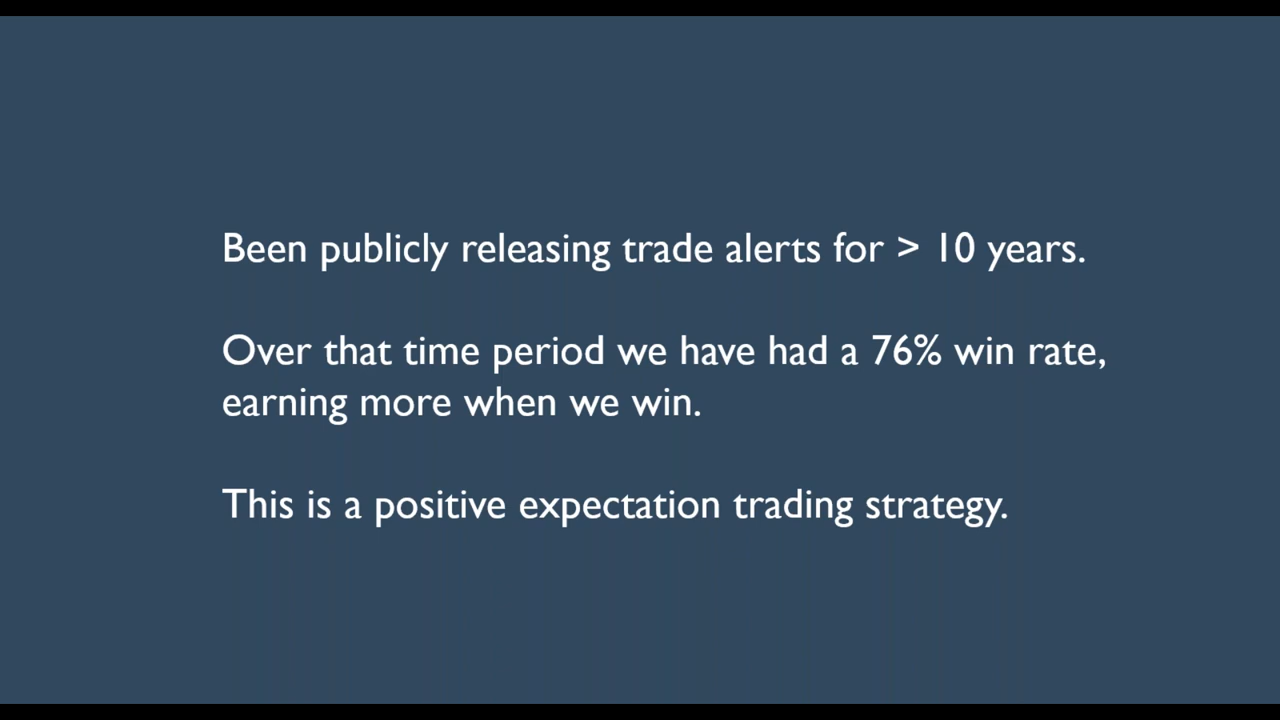 Been publicly releasing trade alerts for > 10 years.
Over that time period we have had a 76% win rate,
earning more when we win.
This is a positive expectation trading strategy.